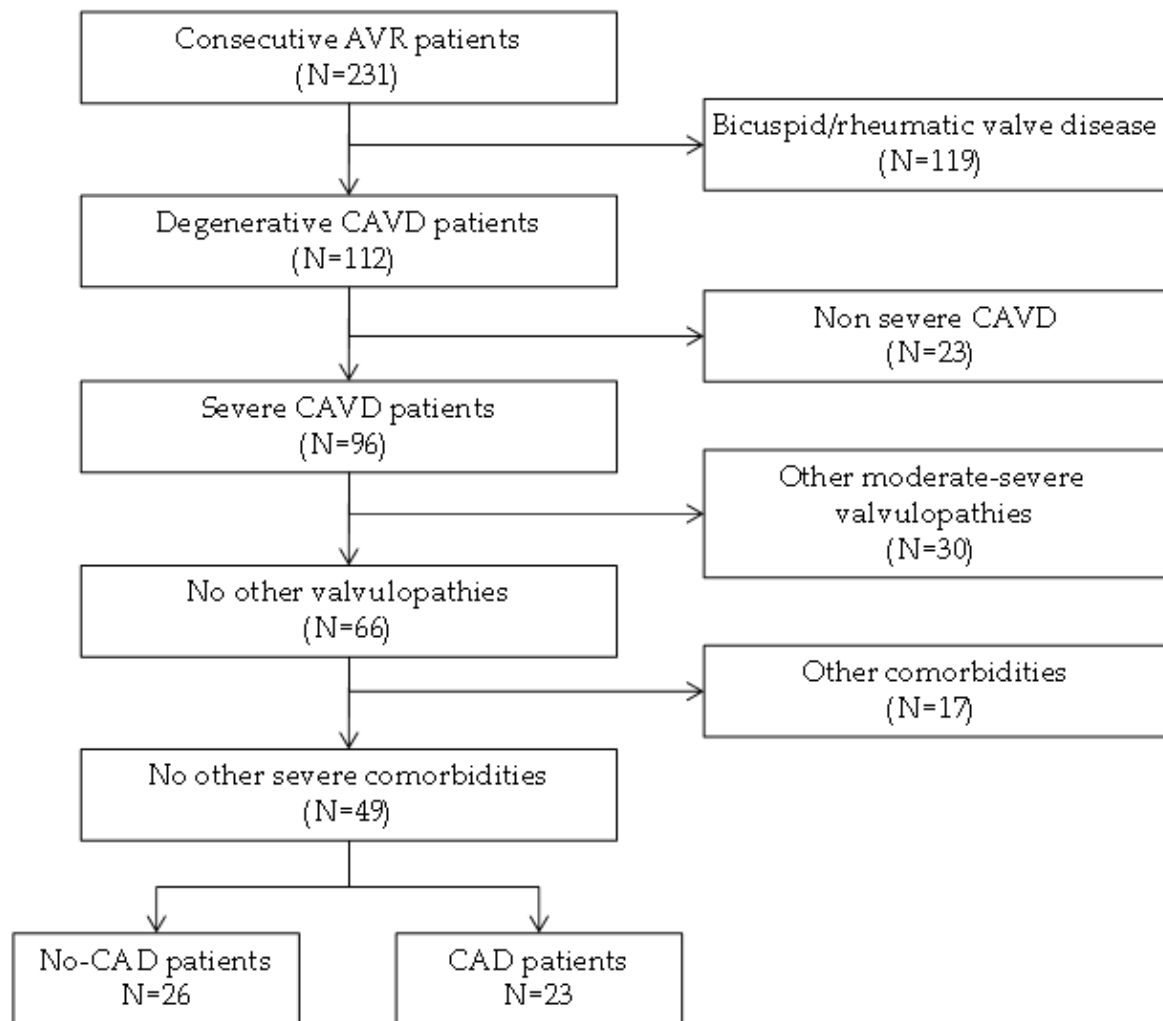 Consecutive AVR patients
(N=231)
Bicuspid/rheumatic valve disease
(N=119)
Degenerative CAVD patients
(N=112)
Non severe CAVD
(N=23)
Severe CAVD patients
(N=96)
Other moderate-severe
valvulopathies
(N=30)
No other valvulopathies
(N=66)
Other comorbidities
(N=17)
No other severe comorbidities
(N=49)
No-CAD patients
N=26
CAD patients
N=23